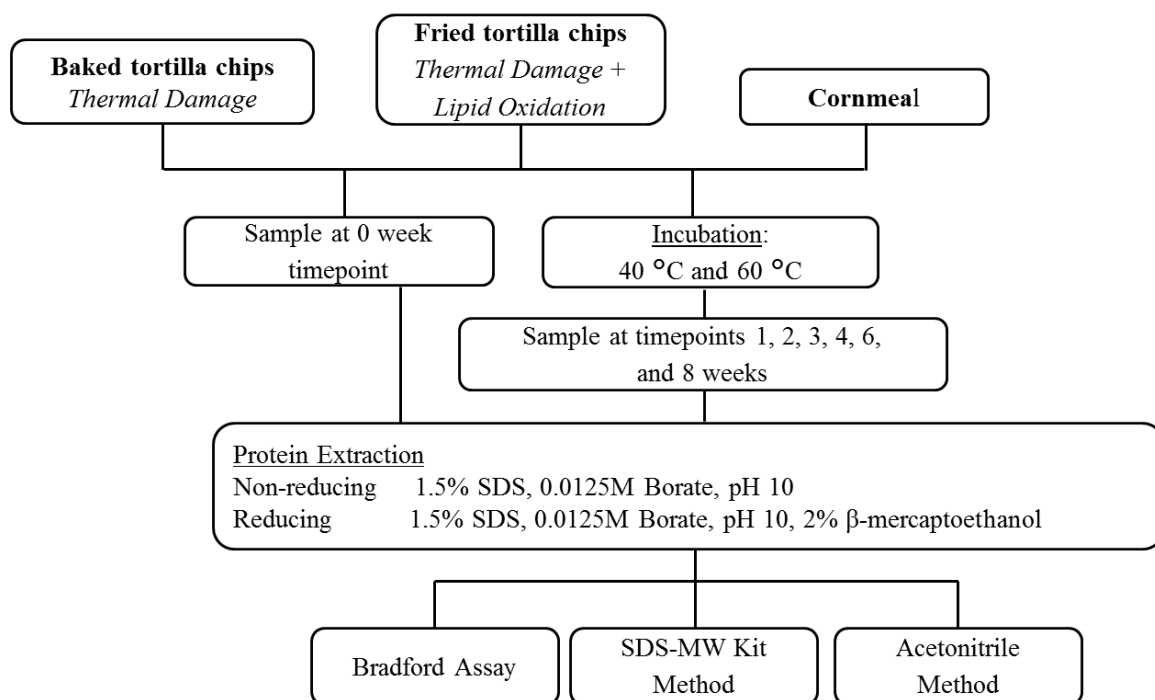 Baked tortilla chips
Thermal Damage
Fried tortilla chips
Thermal Damage +
Lipid Oxidation
Cornmeal
Sample at 0 week
timepoint
Incubation:
40 °C and 60 °C
Sample at timepoints 1, 2, 3, 4, 6,
and 8 weeks
Protein Extraction
Non-reducing 1.5% SDS, 0.0125M Borate, pH 10
Reducing 1.5% SDS, 0.0125M Borate, pH 10, 2% β-mercaptoethanol
Bradford Assay
SDS-MW Kit
Method
Acetonitrile
Method